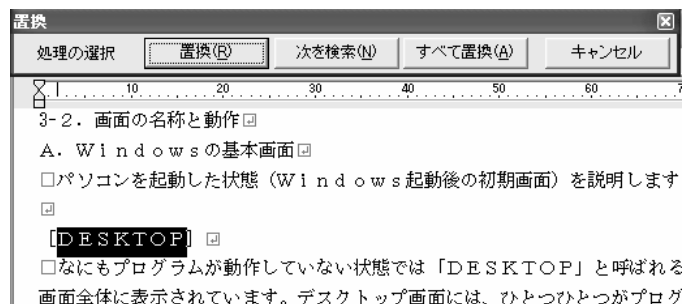 置換
処理の選択 置換(R) 次を検索(N) すべて置換(A) キャンセル
10 20 30 40 50 60 7
3-2．画面の名称と動作
A．Windowsの基本画面
□パソコンを起動した状態（Windows起動後の初期画面）を説明します
[DESKTOP]
□なにもプログラムが動作していない状態では「DESKTOP」と呼ばれる
画面全体に表示されています。デスクトップ画面には、ひとつひとつがプログ